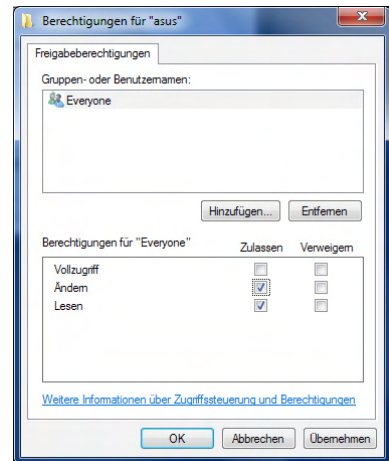 Berechtigungen für "asus"
Freigabeberechtigungen
Gruppen- oder Benutzernamen:
Everyone
Hinzufügen... Entfernen
Berechtigungen für "Everyone" Zulassen Verweigern
Vollzugriff
Ändern
Lesen
Weitere Informationen über Zugriffssteuerung und Berechtigungen
OK Abbrechen Übernehmen